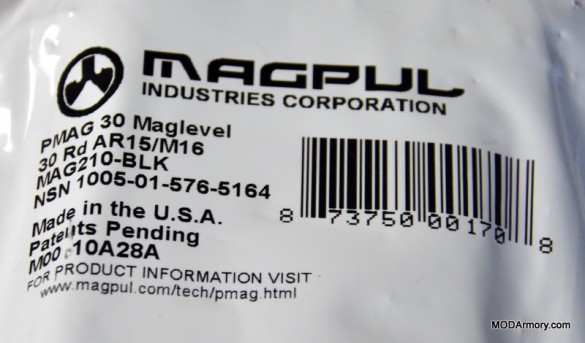 MAGPUL
INDUSTRIES CORPORATION
PMAG 30 Maglevel
30 Rd AR15/M16
MAG210-BLK
NSN 1005-01-576-5164
Made in the U.S.A.
Patents Pending
M00 10A28A
FOR PRODUCT INFORMATION VISIT
www.magpul.com/tech/pmag.html
8 73750 00170 8
MODArmory.com